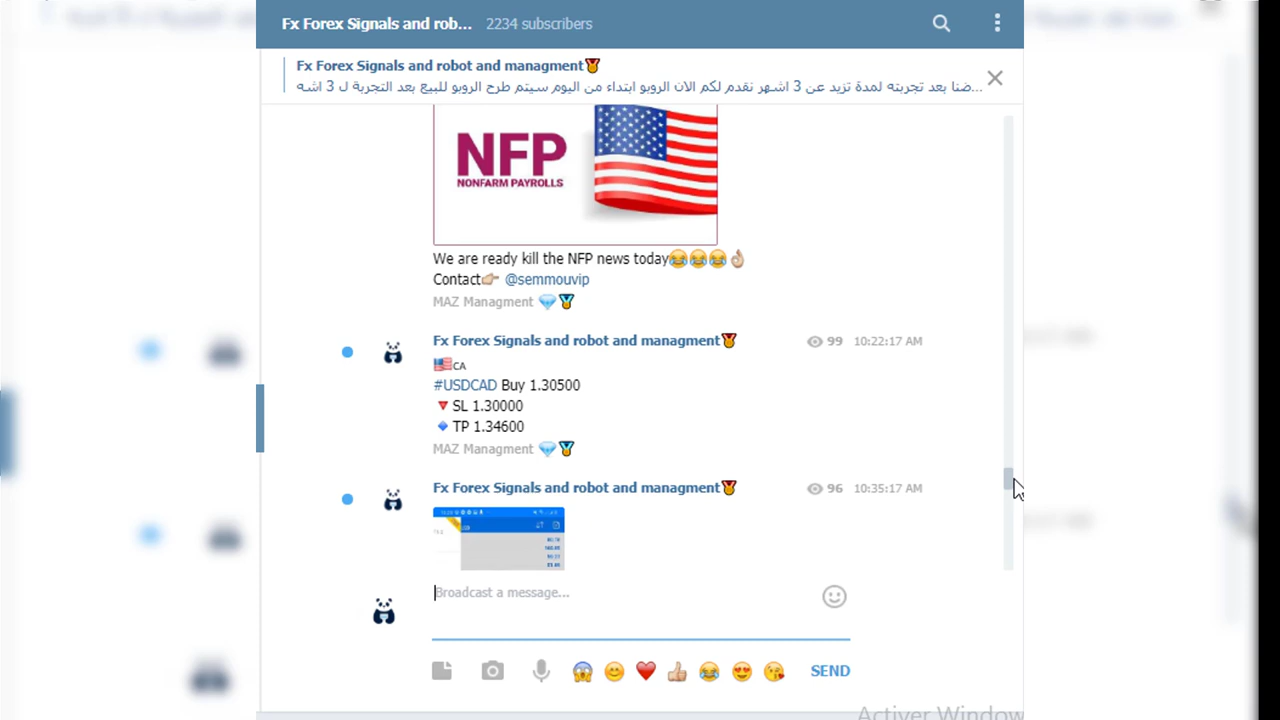 Fx Forex Signals and rob... 2234 subscribers
Fx Forex Signals and robot and managment🏅
...ضنا بعد تجربته لمدة تزيد عن 3 اشهر نقدم لكم الان الروبو ابتداء من اليوم سيتم طرح الروبو للبيع بعد التجربة ل 3 اشه
NFP
NONFARM PAYROLLS
We are ready kill the NFP news today😂😂😂👌🏼
Contact👉🏼 @semmouvip
MAZ Managment 💎🏅
Fx Forex Signals and robot and managment🏅 99 10:22:17 AM
🇺🇸CA
#USDCAD Buy 1.30500
🔻SL 1.30000
🔹TP 1.34600
MAZ Managment 💎🏅
Fx Forex Signals and robot and managment🏅 96 10:35:17 AM
Broadcast a message...
SEND
Activer Window